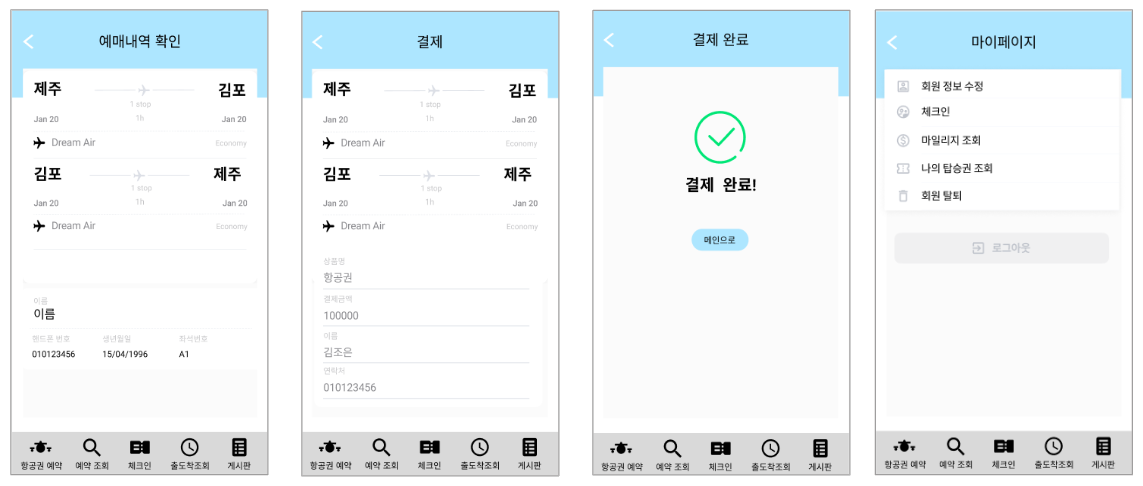 예매내역 확인
제주 김포
1 stop
Jan 20 1h Jan 20
Dream Air Economy
김포 제주
1 stop
Jan 20 1h Jan 20
Dream Air Economy
이름
이름
핸드폰 번호 생년월일 좌석번호
010123456 15/04/1996 A1
항공권 예약 예약 조회 체크인 출도착조회 게시판
결제
제주 김포
1 stop
Jan 20 1h Jan 20
Dream Air Economy
김포 제주
1 stop
Jan 20 1h Jan 20
Dream Air Economy
상품명
항공권
결제금액
100000
이름
김조은
연락처
010123456
항공권 예약 예약 조회 체크인 출도착조회 게시판
결제 완료
결제 완료!
메인으로
항공권 예약 예약 조회 체크인 출도착조회 게시판
마이페이지
회원 정보 수정
체크인
마일리지 조회
나의 탑승권 조회
회원 탈퇴
로그아웃
항공권 예약 예약 조회 체크인 출도착조회 게시판